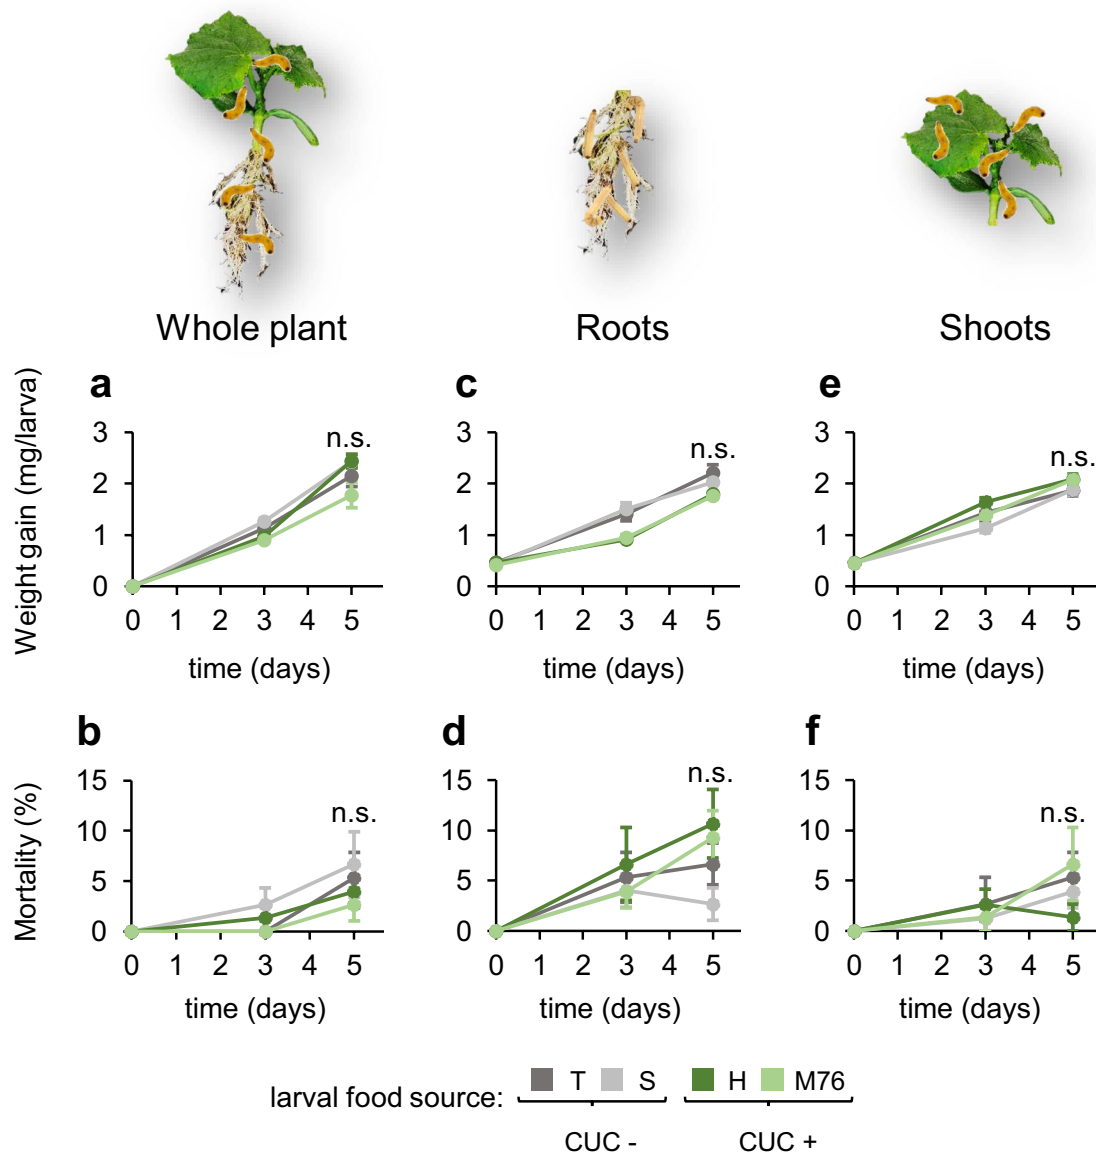 Whole plant
Roots
Shoots
a
c
e
Weight gain (mg/larva)
3
2
1
0
n.s.
0 1 2 3 4 5
time (days)
3
2
1
0
n.s.
0 1 2 3 4 5
time (days)
3
2
1
0
n.s.
0 1 2 3 4 5
time (days)
b
d
f
Mortality (%)
15
10
5
0
n.s.
0 1 2 3 4 5
time (days)
15
10
5
0
n.s.
0 1 2 3 4 5
time (days)
15
10
5
0
n.s.
0 1 2 3 4 5
time (days)
larval food source: T S H M76
CUC - CUC +